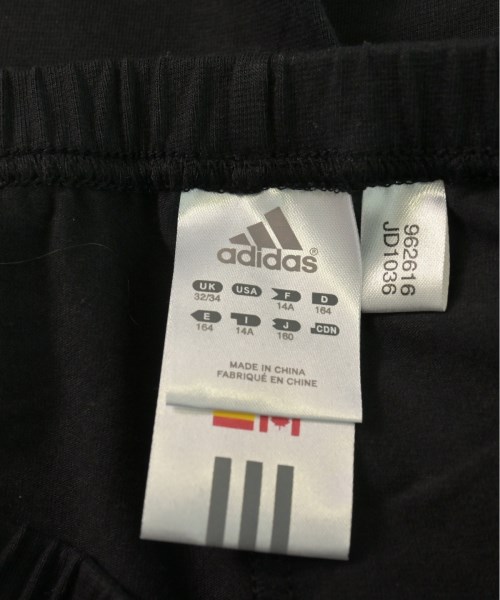 adidas®
UK USA F D
32/34 14A 164
E I J CDN
164 14A 160
MADE IN CHINA
FABRIQUÉ EN CHINE
962616
JD1036